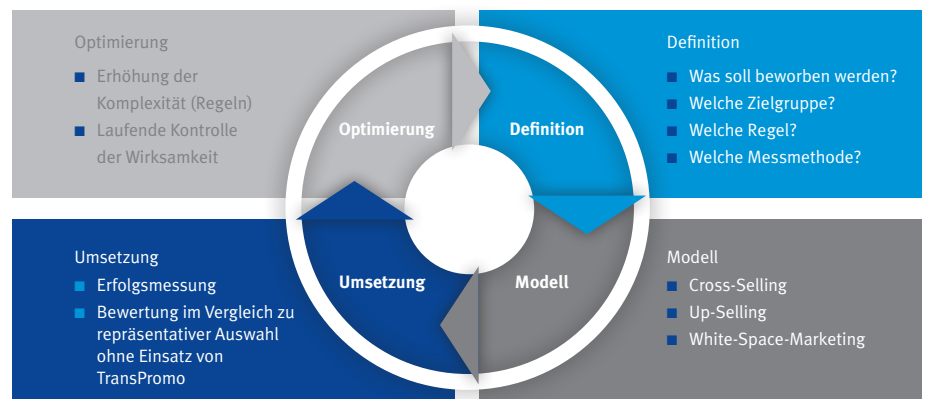 Optimierung
Erhöhung der
Komplexität (Regeln)
Laufende Kontrolle
der Wirksamkeit
Optimierung
Definition
Definition
Was soll beworben werden?
Welche Zielgruppe?
Welche Regel?
Welche Messmethode?
Umsetzung
Erfolgsmessung
Bewertung im Vergleich zu
repräsentativer Auswahl
ohne Einsatz von
TransPromo
Umsetzung
Modell
Modell
Cross-Selling
Up-Selling
White-Space-Marketing